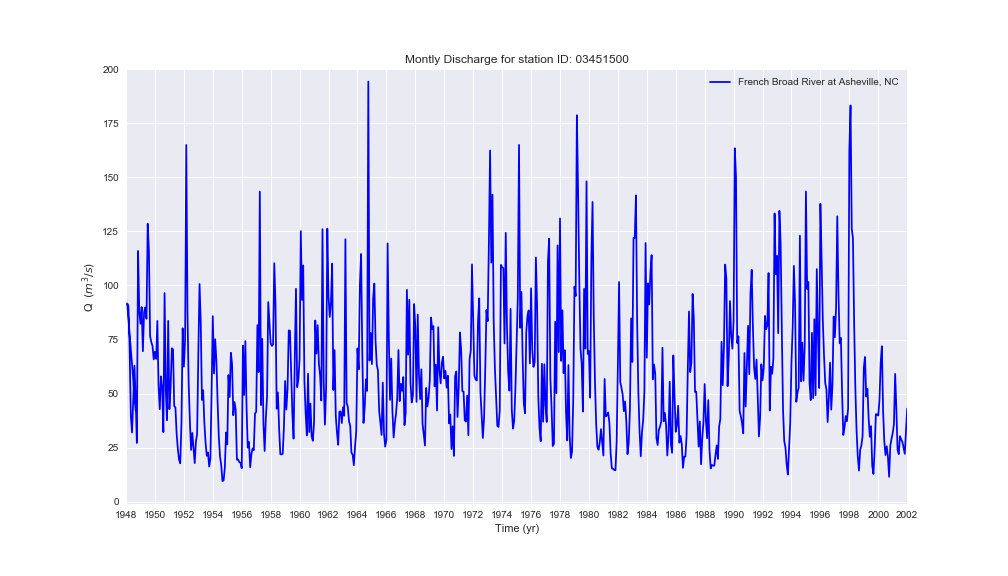 Montly Discharge for station ID: 03451500
French Broad River at Asheville, NC
200
175
150
125
100
75
50
25
0
Q (m³/s)
1948 1950 1952 1954 1956 1958 1960 1962 1964 1966 1968 1970 1972 1974 1976 1978 1980 1982 1984 1986 1988 1990 1992 1994 1996 1998 2000 2002
Time (yr)